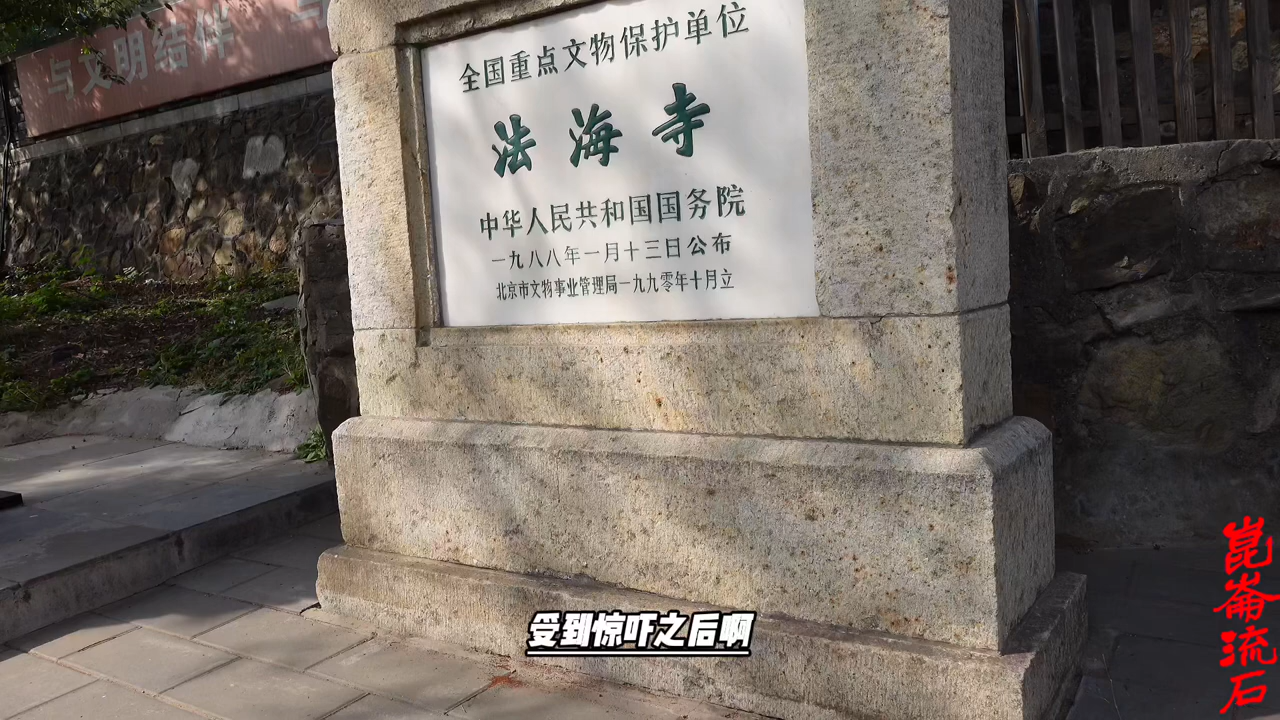 与文明结伴
与
全国重点文物保护单位
法海寺
中华人民共和国国务院
一九八八年一月十三日公布
北京市文物事业管理局一九九零年十月立
受到惊吓之后啊
崑崙流石